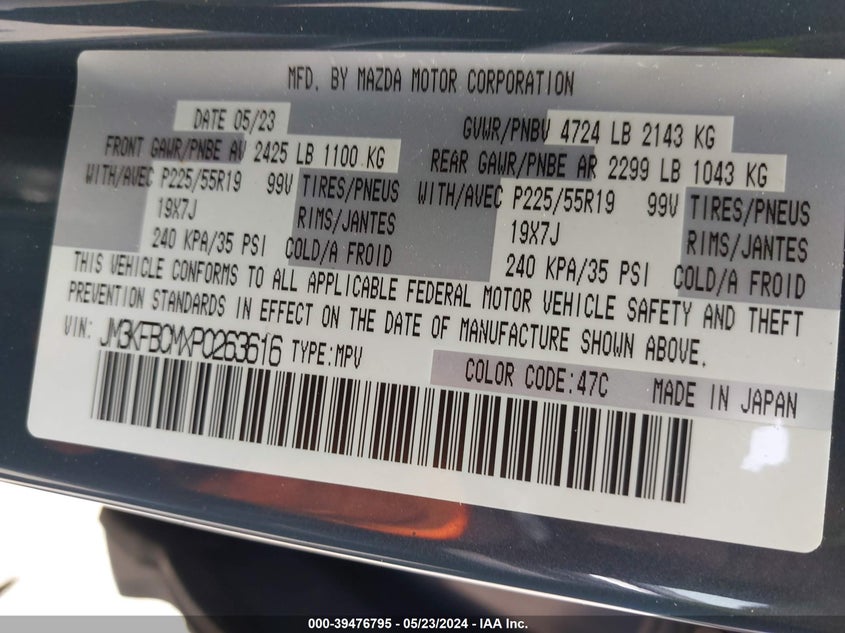 MFD. BY MAZDA MOTOR CORPORATION
DATE 05/23 GVWR/PNBV 4724 LB 2143 KG
FRONT GAWR/PNBE AV 2425 LB 1100 KG REAR GAWR/PNBE AR 2299 LB 1043 KG
WITH/AVEC P225/55R19 99V TIRES/PNEUS WITH/AVEC P225/55R19 99V TIRES/PNEUS
19X7J RIMS/JANTES 19X7J RIMS/JANTES
240 KPA/35 PSI COLD/A FROID 240 KPA/35 PSI COLD/A FROID
THIS VEHICLE CONFORMS TO ALL APPLICABLE FEDERAL MOTOR VEHICLE SAFETY AND THEFT
PREVENTION STANDARDS IN EFFECT ON THE DATE OF MANUFACTURE SHOWN ABOVE.
VIN: JM3KFBCMXP0263616 TYPE:MPV
COLOR CODE:47C MADE IN JAPAN
000-39476795 - 05/23/2024 - IAA Inc.